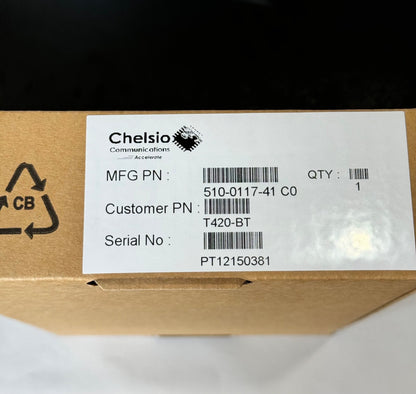 Chelsio
Communications
Accelerate
MFG PN :
QTY :
510-0117-41 C0
1
Customer PN :
T420-BT
Serial No :
PT12150381
CB